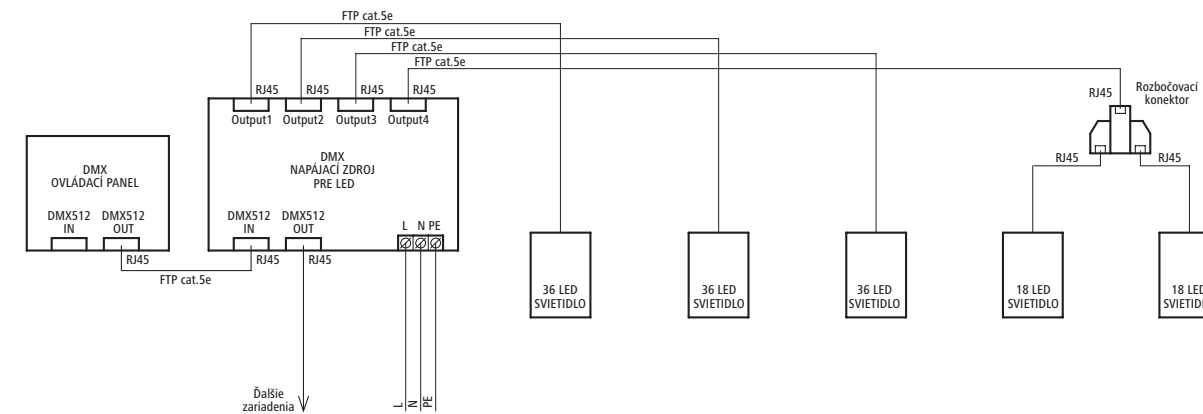 FTP cat.5e
FTP cat.5e
FTP cat.5e
FTP cat.5e
RJ45
RJ45
RJ45
RJ45
Output1
Output2
Output3
Output4
DMX
OVLÁDACÍ PANEL
DMX512
IN
DMX512
OUT
RJ45
FTP cat.5e
DMX
NAPÁJACÍ ZDROJ
PRE LED
DMX512
IN
DMX512
OUT
L N PE
RJ45
RJ45
Ďalšie
zariadenia
L
N
PE
RJ45
Rozbočovací
konektor
RJ45
RJ45
36 LED
SVIETIDLO
36 LED
SVIETIDLO
36 LED
SVIETIDLO
18 LED
SVIETIDLO
18 LED